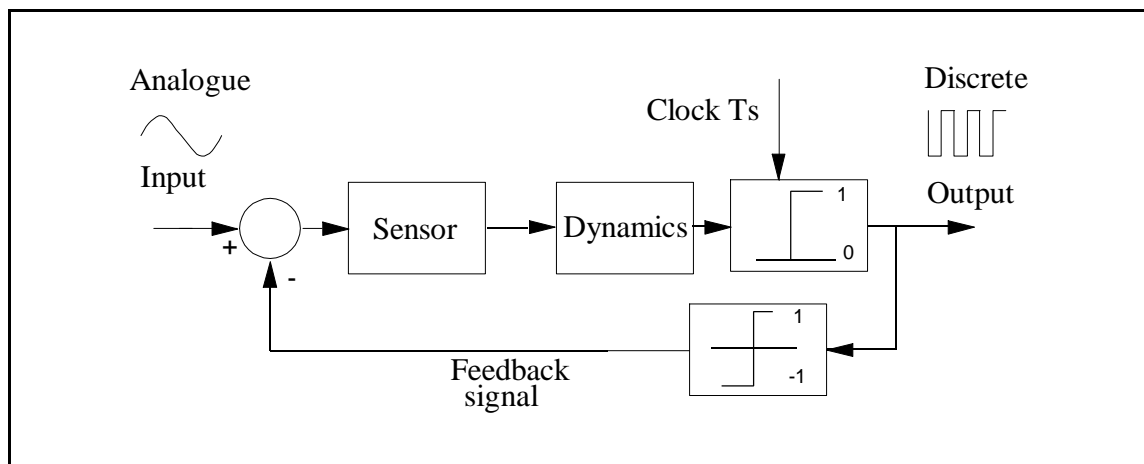 Analogue
Input
Discrete
Clock Ts
Output
+
-
Sensor
Dynamics
1
0
1
-1
Feedback
signal